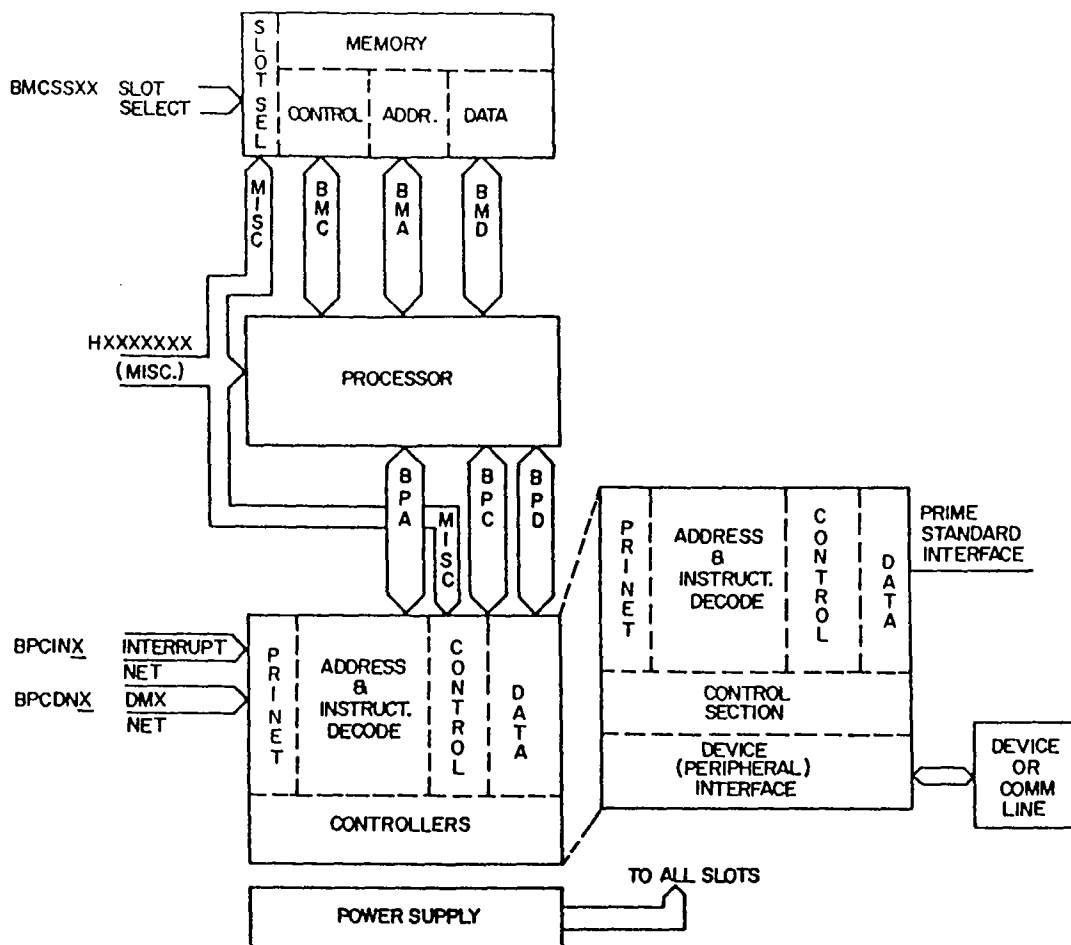 SLOT SEL
MEMORY
BMCSSXX SLOT
SELECT
CONTROL
ADDR.
DATA
MISC
BMC
BMA
BMD
HXXXXXXX
(MISC.)
PROCESSOR
BPA
MISC
BPC
BPD
PRINET
ADDRESS
&
INSTRUCT.
DECODE
CONTROL
DATA
PRIME
STANDARD
INTERFACE
BPCINX INTERRUPT
NET
BPCDNX DMX
NET
PRINET
ADDRESS
&
INSTRUCT.
DECODE
CONTROL
DATA
CONTROL
SECTION
DEVICE
(PERIPHERAL)
INTERFACE
DEVICE
OR
COMM
LINE
CONTROLLERS
TO ALL SLOTS
POWER SUPPLY